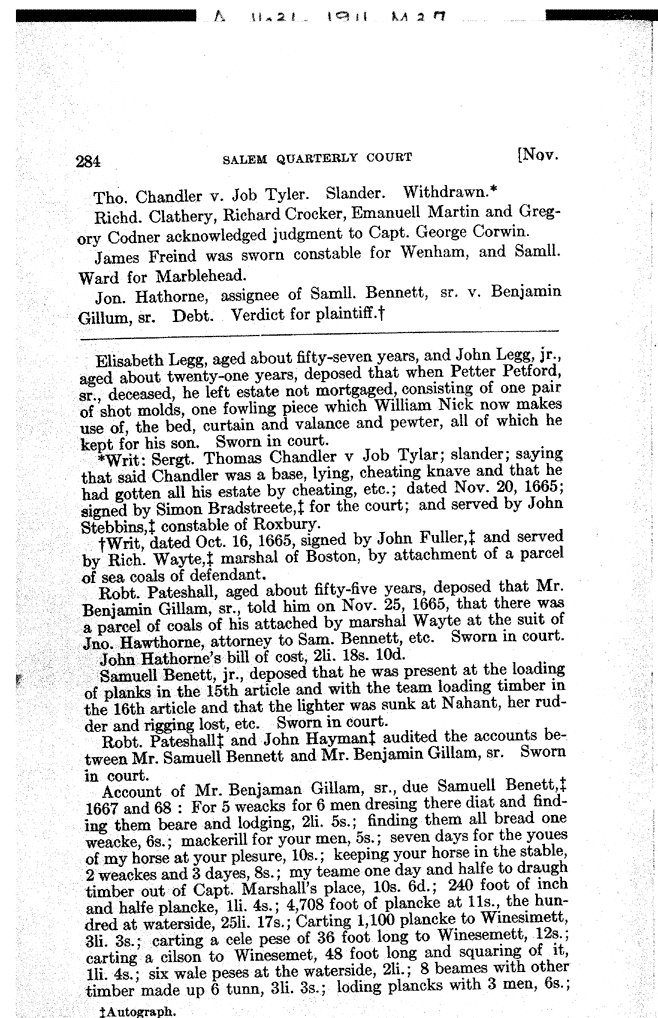 A 11-21. 1911 M27
284 SALEM QUARTERLY COURT [Nov.
Tho. Chandler v. Job Tyler. Slander. Withdrawn.*
Richd. Clathery, Richard Crocker, Emanuell Martin and Greg-
ory Codner acknowledged judgment to Capt. George Corwin.
James Freind was sworn constable for Wenham, and Samll.
Ward for Marblehead.
Jon. Hathorne, assignee of Samll. Bennett, sr. v. Benjamin
Gillum, sr. Debt. Verdict for plaintiff.†
Elisabeth Legg, aged about fifty-seven years, and John Legg, jr.,
aged about twenty-one years, deposed that when Petter Petford,
sr., deceased, he left estate not mortgaged, consisting of one pair
of shot molds, one fowling piece which William Nick now makes
use of, the bed, curtain and valance and pewter, all of which he
kept for his son. Sworn in court.
*Writ: Sergt. Thomas Chandler v Job Tylar; slander; saying
that said Chandler was a base, lying, cheating knave and that he
had gotten all his estate by cheating, etc.; dated Nov. 20, 1665;
signed by Simon Bradstreete,‡ for the court; and served by John
Stebbins,‡ constable of Roxbury.
†Writ, dated Oct. 16, 1665, signed by John Fuller,‡ and served
by Rich. Wayte,‡ marshal of Boston, by attachment of a parcel
of sea coals of defendant.
Robt. Pateshall, aged about fifty-five years, deposed that Mr.
Benjamin Gillam, sr., told him on Nov. 25, 1665, that there was
a parcel of coals of his attached by marshal Wayte at the suit of
Jno. Hawthorne, attorney to Sam. Bennett, etc. Sworn in court.
John Hathorne's bill of cost, 2li. 18s. 10d.
Samuell Benett, jr., deposed that he was present at the loading
of planks in the 15th article and with the team loading timber in
the 16th article and that the lighter was sunk at Nahant, her rud-
der and rigging lost, etc. Sworn in court.
Robt. Pateshall‡ and John Hayman‡ audited the accounts be-
tween Mr. Samuell Bennett and Mr. Benjamin Gillam, sr. Sworn
in court.
Account of Mr. Benjaman Gillam, sr., due Samuell Benett,‡
1667 and 68 : For 5 weacks for 6 men dresing there diat and find-
ing them beare and lodging, 2li. 5s.; finding them all bread one
weacke, 6s.; mackerill for your men, 5s.; seven days for the youes
of my horse at your plesure, 10s.; keeping your horse in the stable,
2 weackes and 3 dayes, 8s.; my teame one day and halfe to draugh
timber out of Capt. Marshall's place, 10s. 6d.; 240 foot of inch
and halfe plancke, 1li. 4s.; 4,708 foot of plancke at 11s., the hun-
dred at waterside, 25li. 17s.; Carting 1,100 plancke to Winesimett,
3li. 3s.; carting a cele pese of 36 foot long to Winesemett, 12s.;
carting a cilson to Winesemet, 48 foot long and squaring of it,
1li. 4s.; six wale peses at the waterside, 2li.; 8 beames with other
timber made up 6 tunn, 3li. 3s.; loding plancks with 3 men, 6s.;
‡Autograph.